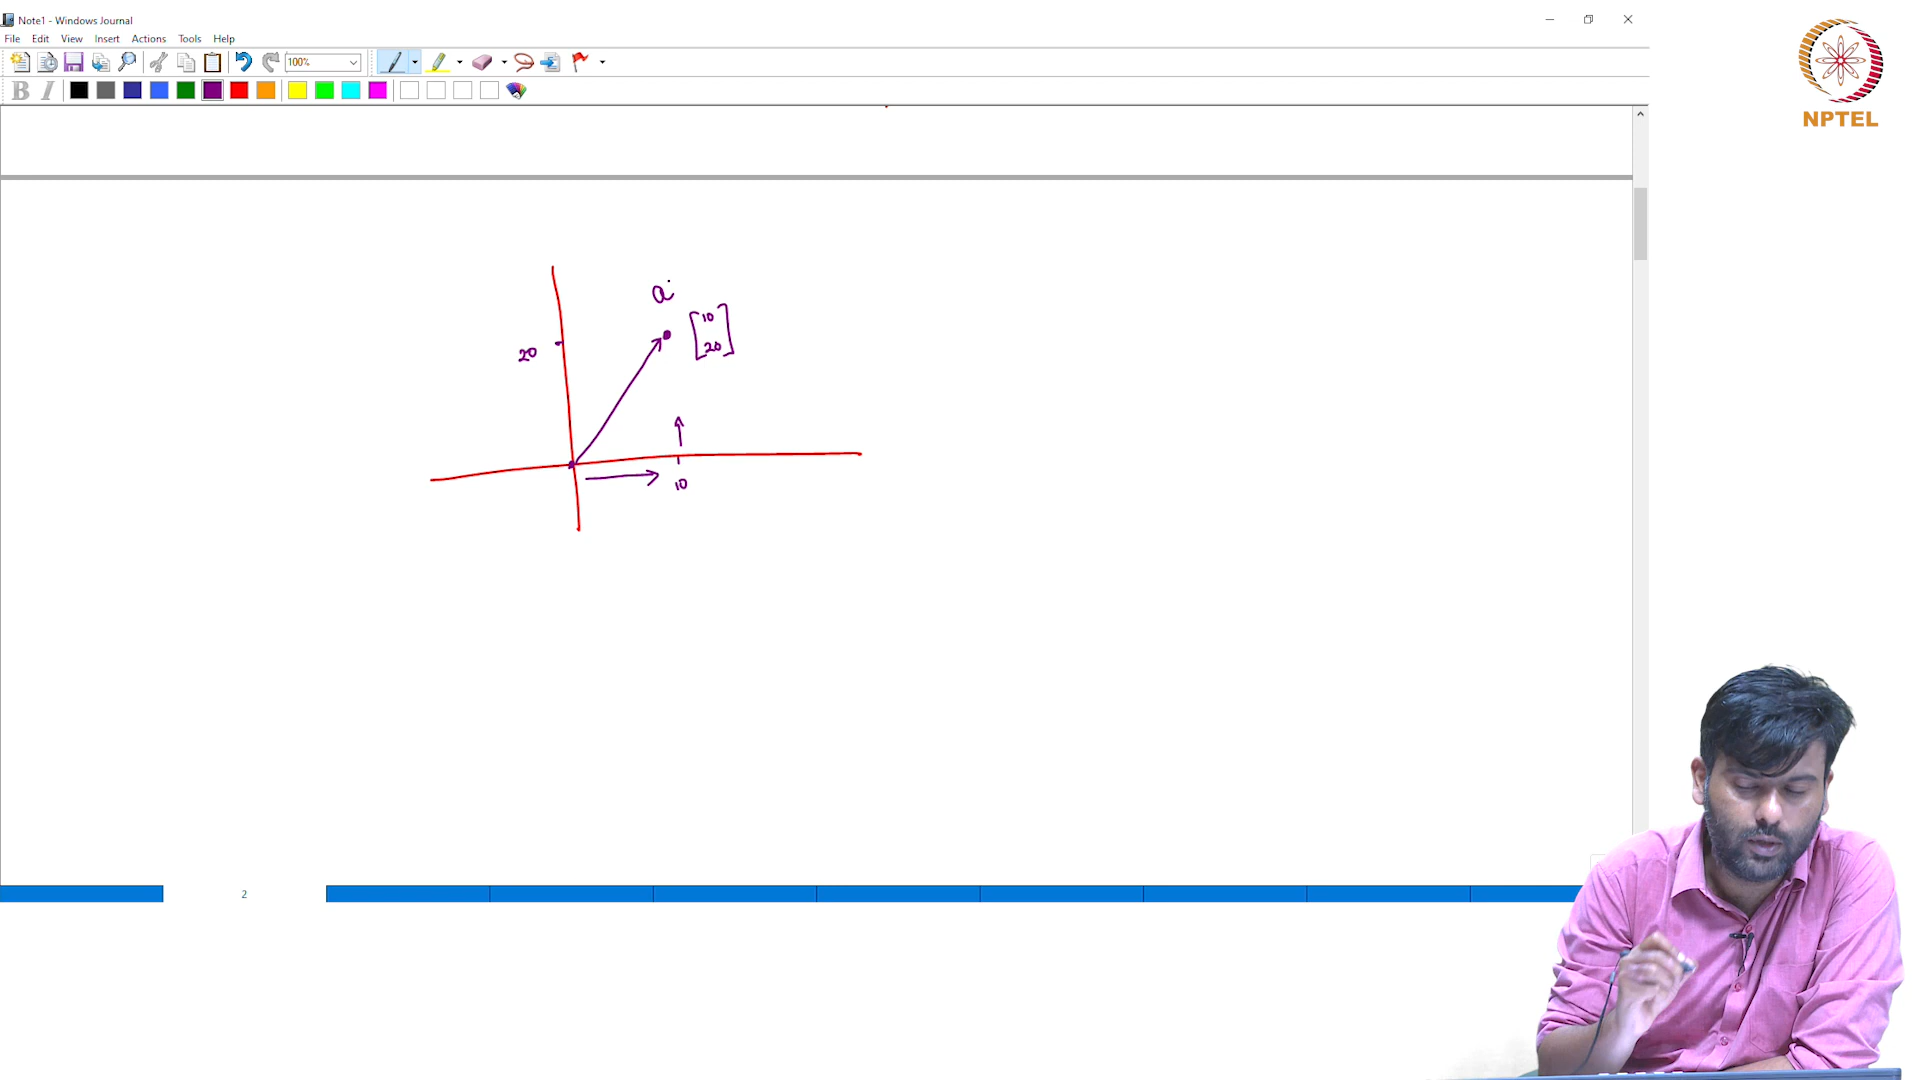 Note1 - Windows Journal
File Edit View Insert Actions Tools Help
100%
B I
NPTEL
a
10
20
20
10
2